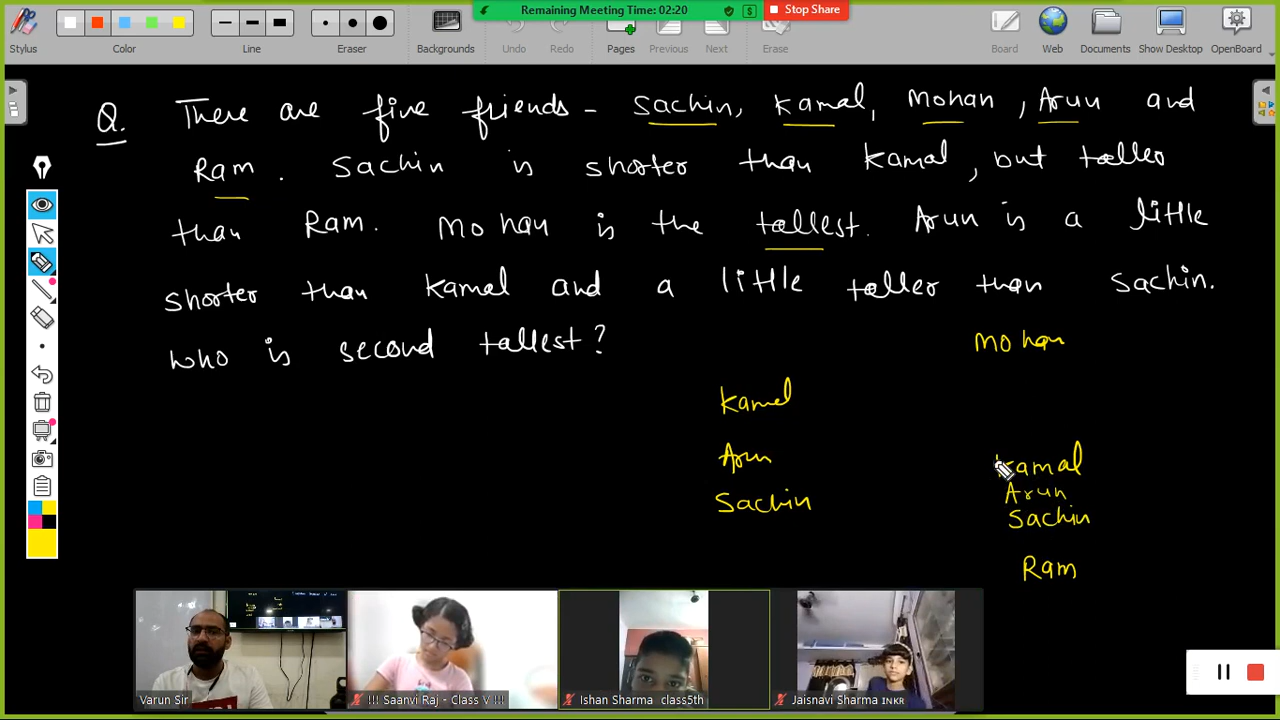 Remaining Meeting Time: 02:20 $ Stop Share
Stylus Color Line Eraser Backgrounds Undo Redo Pages Previous Next Erase Board Web Documents Show Desktop OpenBoard
Q. There are five friends - Sachin, Kamal, Mohan, Arun and
Ram. Sachin is shorter than Kamal, but taller
than Ram. Mohan is the tallest. Arun is a little
shorter than Kamal and a little taller than Sachin.
who is second tallest?
Mohan
Kamal
Arun
Sachin
Kamal
Arun
Sachin
Ram
Varun Sir
!!! Saanvi Raj - Class V !!!
Ishan Sharma class5th
Jaisnavi Sharma INKR